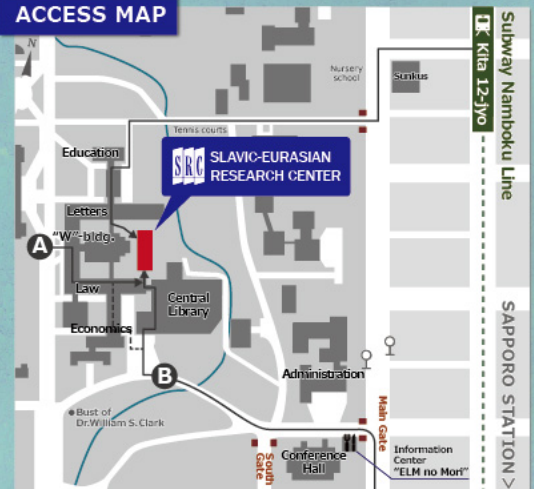 ACCESS MAP
N
Nursery
school
Sunkus
Kita 12-jyo
Subway Namboku Line
Tennis courts
Education
SRC
SLAVIC-EURASIAN
RESEARCH CENTER
Letters
"W"-bldg.
A
Law
Central
Library
Economics
B
Administration
SAPPORO STATION >
Bust of
Dr.William S.Clark
Main Gate
South
Gate
Conference
Hall
Information
Center
"ELM no Mori"